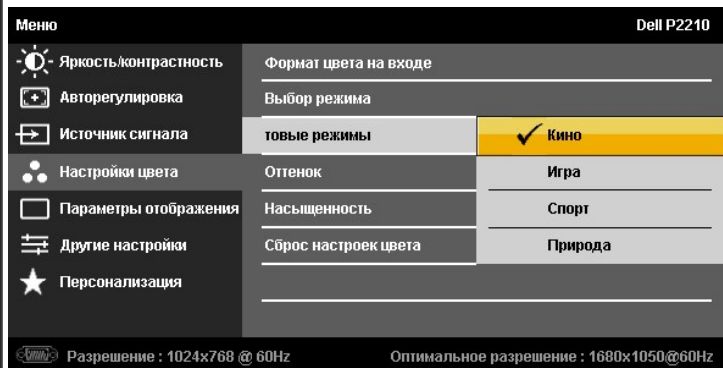 Меню Dell P2210
Яркость/контрастность Формат цвета на входе
Авторегулировка Выбор режима
Источник сигнала товые режимы Кино
Настройки цвета Оттенок Игра
Параметры отображения Насыщенность Спорт
Другие настройки Сброс настроек цвета Природа
Персонализация
Разрешение : 1024x768 @ 60Hz Оптимальное разрешение : 1680x1050@60Hz